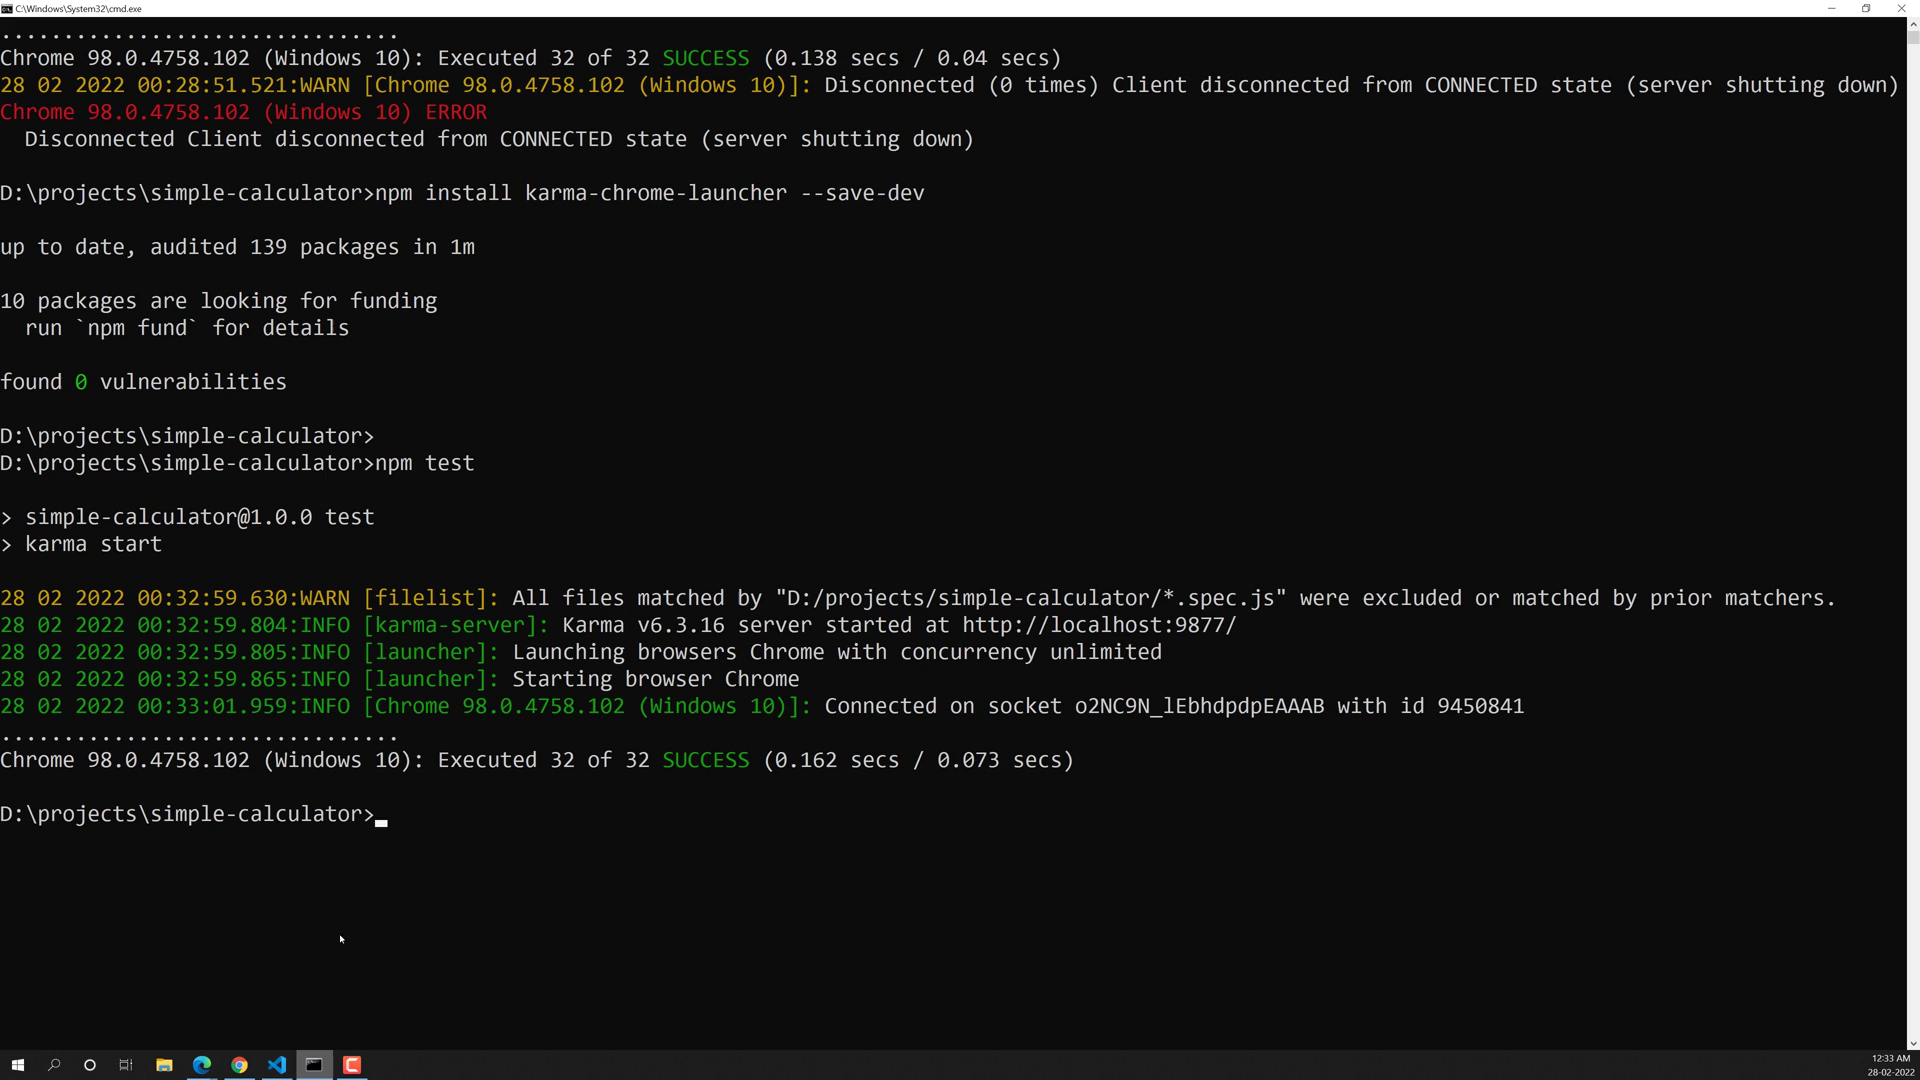 C:\Windows\System32\cmd.exe
................................
Chrome 98.0.4758.102 (Windows 10): Executed 32 of 32 SUCCESS (0.138 secs / 0.04 secs)
28 02 2022 00:28:51.521:WARN [Chrome 98.0.4758.102 (Windows 10)]: Disconnected (0 times) Client disconnected from CONNECTED state (server shutting down)
Chrome 98.0.4758.102 (Windows 10) ERROR
  Disconnected Client disconnected from CONNECTED state (server shutting down)
D:\projects\simple-calculator>npm install karma-chrome-launcher --save-dev
up to date, audited 139 packages in 1m
10 packages are looking for funding
  run `npm fund` for details
found 0 vulnerabilities
D:\projects\simple-calculator>
D:\projects\simple-calculator>npm test
> simple-calculator@1.0.0 test
> karma start
28 02 2022 00:32:59.630:WARN [filelist]: All files matched by "D:/projects/simple-calculator/*.spec.js" were excluded or matched by prior matchers.
28 02 2022 00:32:59.804:INFO [karma-server]: Karma v6.3.16 server started at http://localhost:9877/
28 02 2022 00:32:59.805:INFO [launcher]: Launching browsers Chrome with concurrency unlimited
28 02 2022 00:32:59.865:INFO [launcher]: Starting browser Chrome
28 02 2022 00:33:01.959:INFO [Chrome 98.0.4758.102 (Windows 10)]: Connected on socket o2NC9N_lEbhdpdpEAAAB with id 9450841
................................
Chrome 98.0.4758.102 (Windows 10): Executed 32 of 32 SUCCESS (0.162 secs / 0.073 secs)
D:\projects\simple-calculator>
12:33 AM
28-02-2022